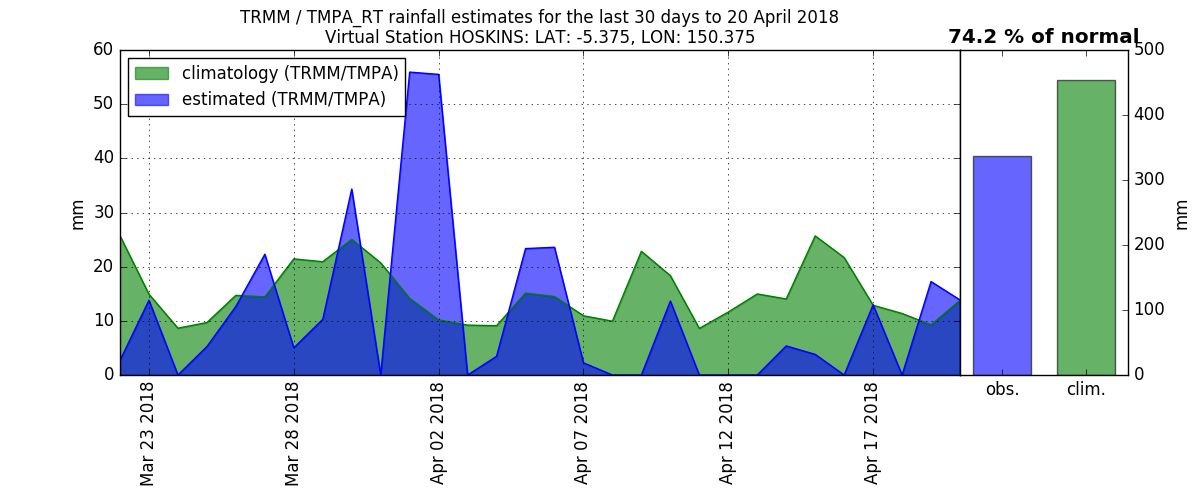 TRMM / TMPA_RT rainfall estimates for the last 30 days to 20 April 2018
Virtual Station HOSKINS: LAT: -5.375, LON: 150.375
74.2 % of normal
climatology (TRMM/TMPA)
estimated (TRMM/TMPA)
60
50
40
30
20
10
0
mm
Mar 23 2018
Mar 28 2018
Apr 02 2018
Apr 07 2018
Apr 12 2018
Apr 17 2018
500
400
300
200
100
0
mm
obs.
clim.